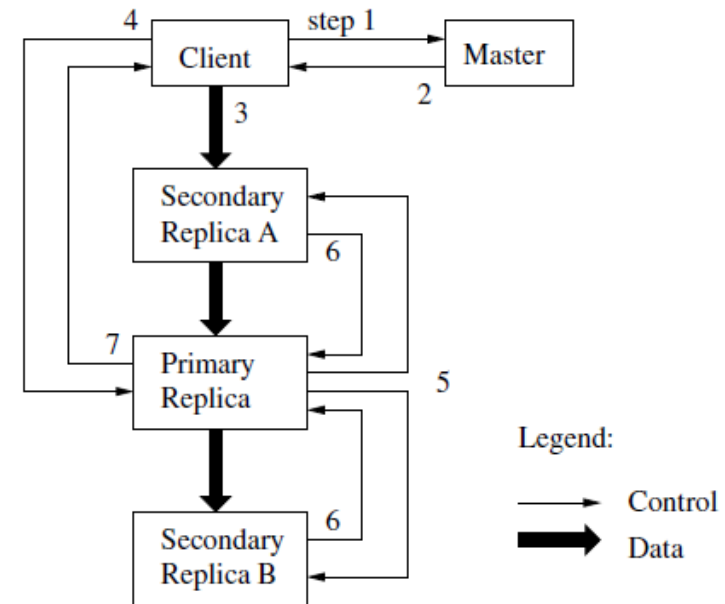 4
step 1
Client
Master
2
3
Secondary
Replica A
6
7
Primary
Replica
5
Legend:
Control
6
Secondary
Replica B
Data